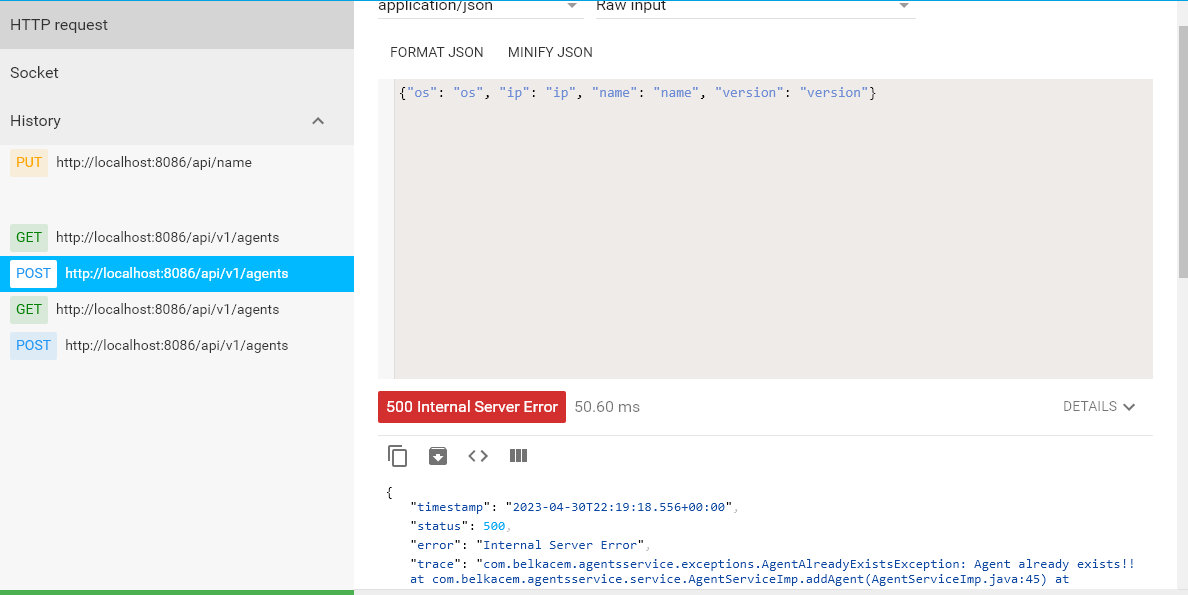 HTTP request
Socket
History
PUT http://localhost:8086/api/name
GET http://localhost:8086/api/v1/agents
POST http://localhost:8086/api/v1/agents
GET http://localhost:8086/api/v1/agents
POST http://localhost:8086/api/v1/agents
application/json Raw input
FORMAT JSON MINIFY JSON
{"os": "os", "ip": "ip", "name": "name", "version": "version"}
500 Internal Server Error 50.60 ms DETAILS
{
"timestamp": "2023-04-30T22:19:18.556+00:00",
"status": 500,
"error": "Internal Server Error",
"trace": "com.belkacem.agentsservice.exceptions.AgentAlreadyExistsException: Agent already exists!!
at com.belkacem.agentsservice.service.AgentServiceImp.addAgent(AgentServiceImp.java:45) at